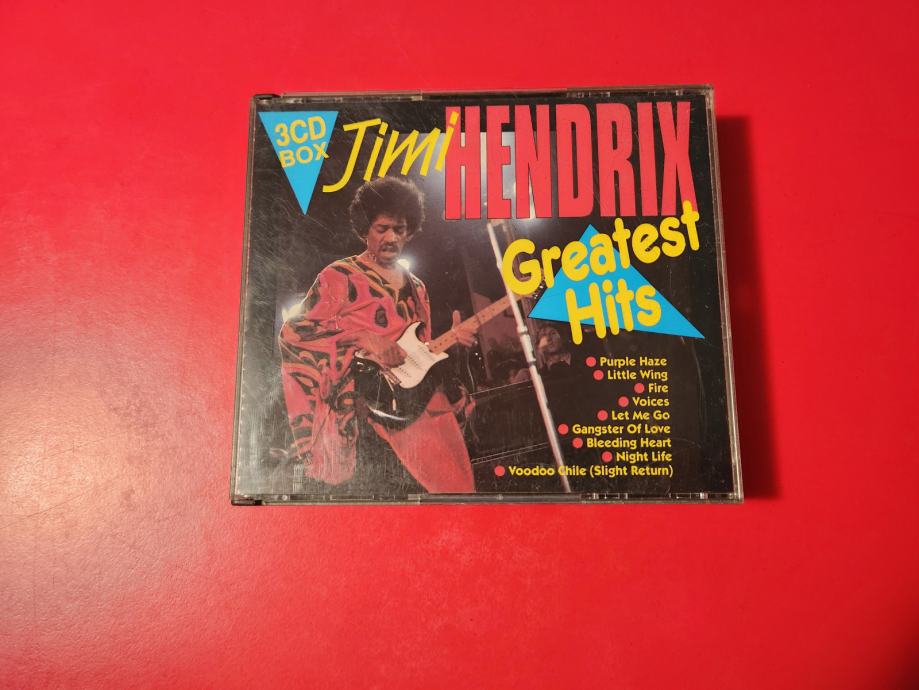 3CD
BOX
Jimi HENDRIX
Greatest
Hits
Purple Haze
Little Wing
Fire
Voices
Let Me Go
Gangster Of Love
Bleeding Heart
Night Life
Voodoo Chile (Slight Return)